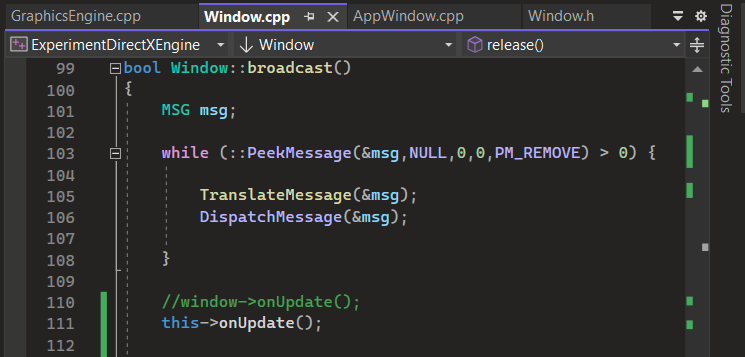 GraphicsEngine.cpp Window.cpp AppWindow.cpp Window.h
ExperimentDirectXEngine Window release()
Diagnostic Tools
99 bool Window::broadcast()
100 {
101 MSG msg;
102
103 while (::PeekMessage(&msg,NULL,0,0,PM_REMOVE) > 0) {
104
105 TranslateMessage(&msg);
106 DispatchMessage(&msg);
107
108 }
109
110 //window->onUpdate();
111 this->onUpdate();
112